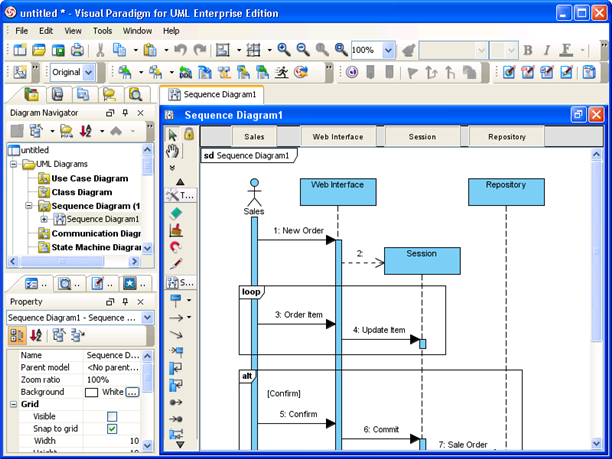 untitled * - Visual Paradigm for UML Enterprise Edition
File Edit View Tools Window Help
100% B I F
Original
Sequence Diagram1
Diagram Navigator
untitled
UML Diagrams
Use Case Diagram
Class Diagram
Sequence Diagram (1
Sequence Diagram1
Communication Diagra
State Machine Diagram
Property
Sequence Diagram1 - Sequence ...
Name Sequence D...
Parent model <No parent...
Zoom ratio 100%
Background White ...
Grid
Visible
Snap to grid
Width 10
Height 10
Sequence Diagram1
Sales Web Interface Session Repository
T...
S...
sd Sequence Diagram1
Sales
Web Interface
Repository
1: New Order
2:
Session
loop
3: Order Item
4: Update Item
alt
[Confirm]
5: Confirm
6: Commit
7: Sale Order